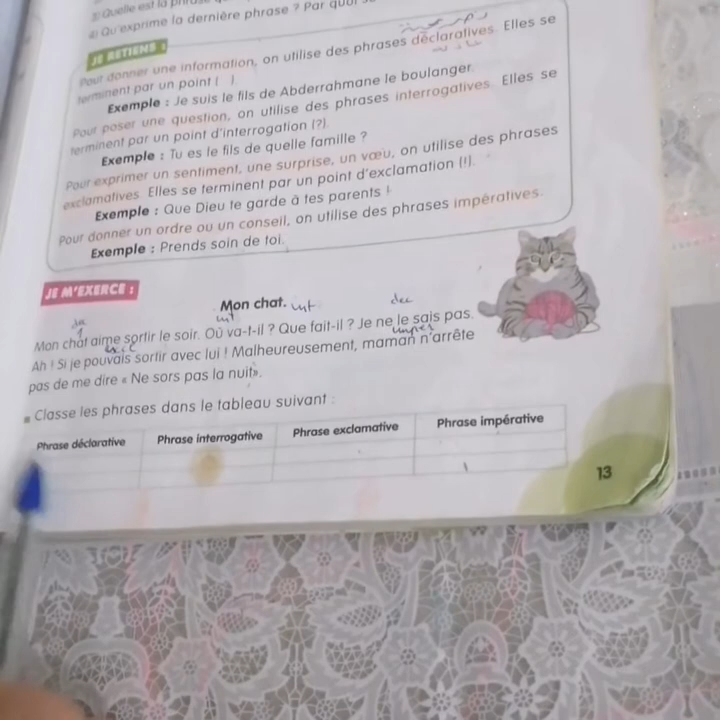 Quelle est la
Qu'exprime la dernière phrase ? Par quoi
JE RETIENS :
Pour donner une information, on utilise des phrases déclaratives. Elles se
terminent par un point ( ).
Exemple : Je suis le fils de Abderrahmane le boulanger.
Pour poser une question, on utilise des phrases interrogatives. Elles se
terminent par un point d'interrogation (?).
Exemple : Tu es le fils de quelle famille ?
Pour exprimer un sentiment, une surprise, un vœu, on utilise des phrases
exclamatives. Elles se terminent par un point d'exclamation (!).
Exemple : Que Dieu te garde à tes parents !
Pour donner un ordre ou un conseil, on utilise des phrases impératives.
Exemple : Prends soin de toi.
JE M'EXERCE :
Mon chat. int dec
int
Mon chat aime sortir le soir. Où va-t-il ? Que fait-il ? Je ne le sais pas.
Ah ! Si je pouvais sortir avec lui ! Malheureusement, maman n'arrête
pas de me dire « Ne sors pas la nuit».
Classe les phrases dans le tableau suivant :
Phrase déclarative Phrase interrogative Phrase exclamative Phrase impérative
13